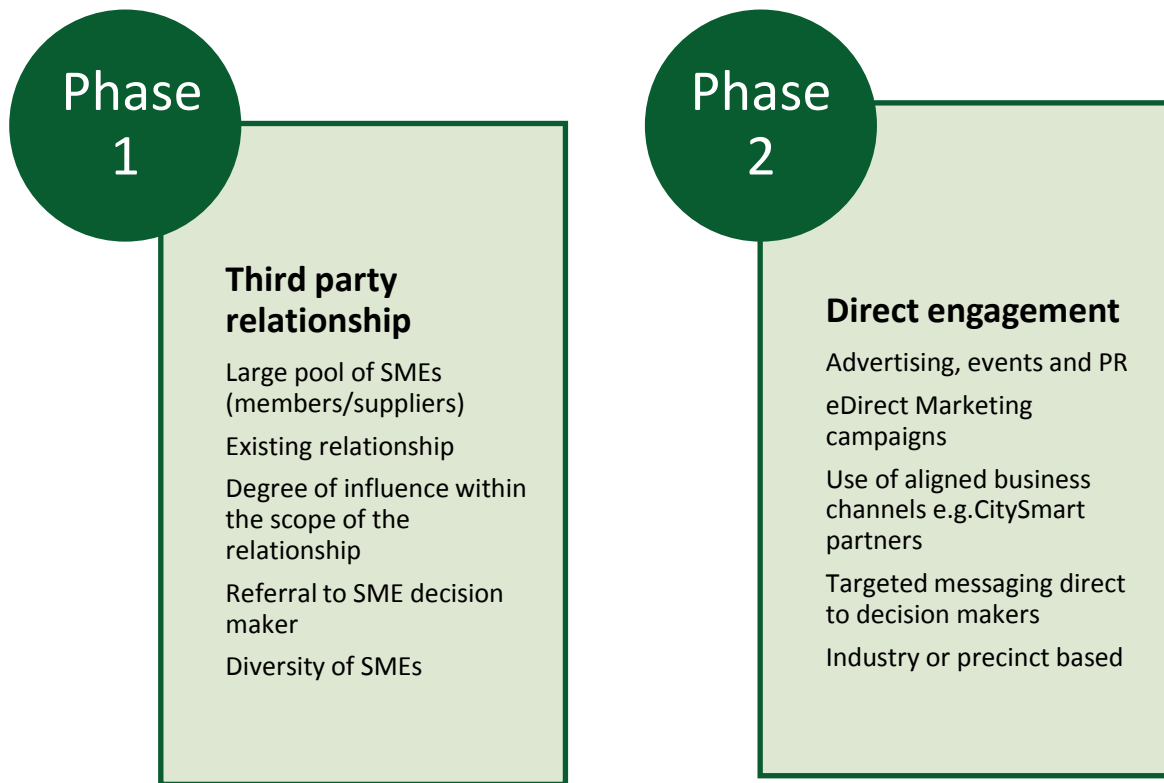 Phase
1
Third party
relationship
Large pool of SMEs
(members/suppliers)
Existing relationship
Degree of influence within
the scope of the
relationship
Referral to SME decision
maker
Diversity of SMEs
Phase
2
Direct engagement
Advertising, events and PR
eDirect Marketing
campaigns
Use of aligned business
channels e.g.CitySmart
partners
Targeted messaging direct
to decision makers
Industry or precinct based